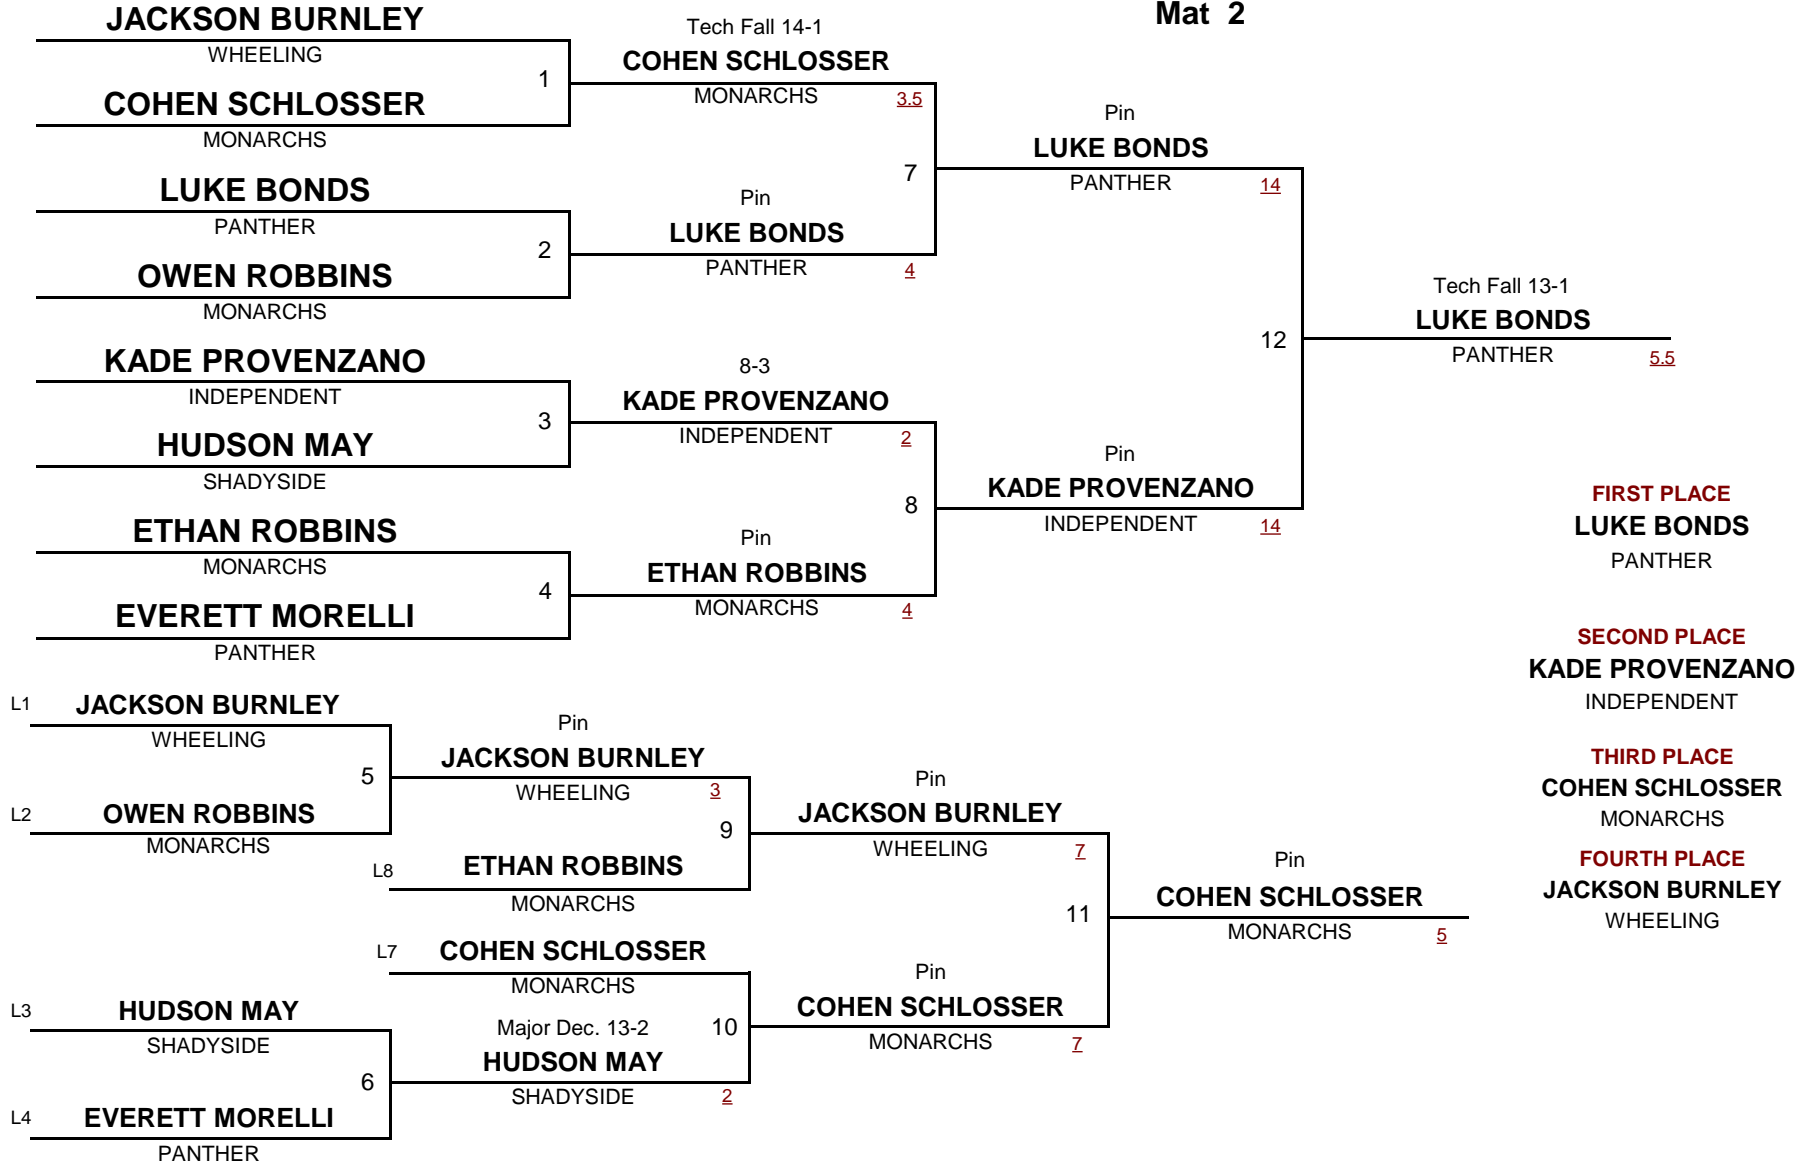 Mat 2
JACKSON BURNLEY
WHEELING
1
COHEN SCHLOSSER
MONARCHS
LUKE BONDS
PANTHER
2
OWEN ROBBINS
MONARCHS
KADE PROVENZANO
INDEPENDENT
3
HUDSON MAY
SHADYSIDE
ETHAN ROBBINS
MONARCHS
4
EVERETT MORELLI
PANTHER
Tech Fall 14-1
COHEN SCHLOSSER
MONARCHS 3.5
7
Pin
LUKE BONDS
PANTHER 4
8-3
KADE PROVENZANO
INDEPENDENT 2
8
Pin
ETHAN ROBBINS
MONARCHS 4
Pin
LUKE BONDS
PANTHER 14
12
Pin
KADE PROVENZANO
INDEPENDENT 14
Tech Fall 13-1
LUKE BONDS
PANTHER 5.5
L1 JACKSON BURNLEY
WHEELING
5
L2 OWEN ROBBINS
MONARCHS
Pin
JACKSON BURNLEY
WHEELING 3
9
L8 ETHAN ROBBINS
MONARCHS
L7 COHEN SCHLOSSER
MONARCHS
Major Dec. 13-2 10
HUDSON MAY
SHADYSIDE 2
L3 HUDSON MAY
SHADYSIDE
6
L4 EVERETT MORELLI
PANTHER
Pin
JACKSON BURNLEY
WHEELING 7
11
Pin
COHEN SCHLOSSER
MONARCHS 7
Pin
COHEN SCHLOSSER
MONARCHS 5
FIRST PLACE
LUKE BONDS
PANTHER
SECOND PLACE
KADE PROVENZANO
INDEPENDENT
THIRD PLACE
COHEN SCHLOSSER
MONARCHS
FOURTH PLACE
JACKSON BURNLEY
WHEELING